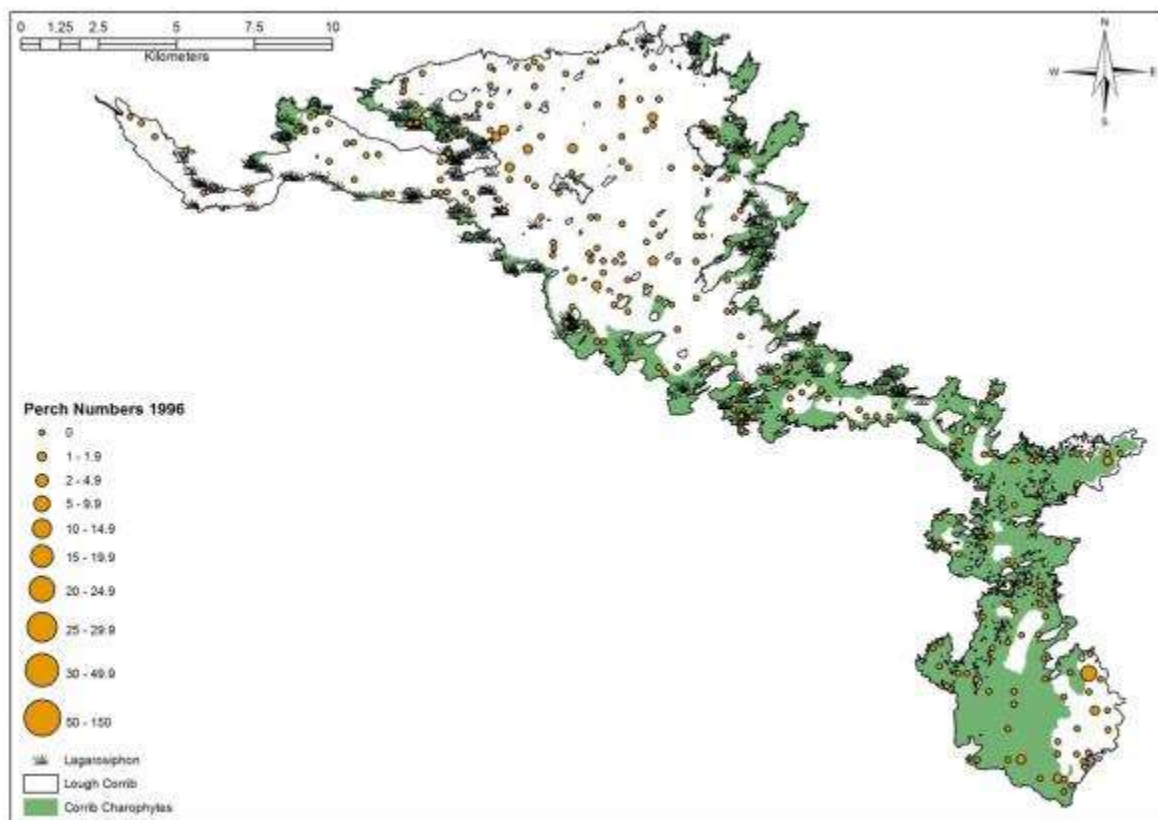 0 1.25 2.5 5 7.5 10
Kilometers
N
W E
S
Perch Numbers 1996
0
1 - 1.9
2 - 4.9
5 - 9.9
10 - 14.9
15 - 19.9
20 - 24.9
25 - 29.9
30 - 49.9
50 - 150
Lagarosiphon
Lough Corrib
Corrib Charophytes